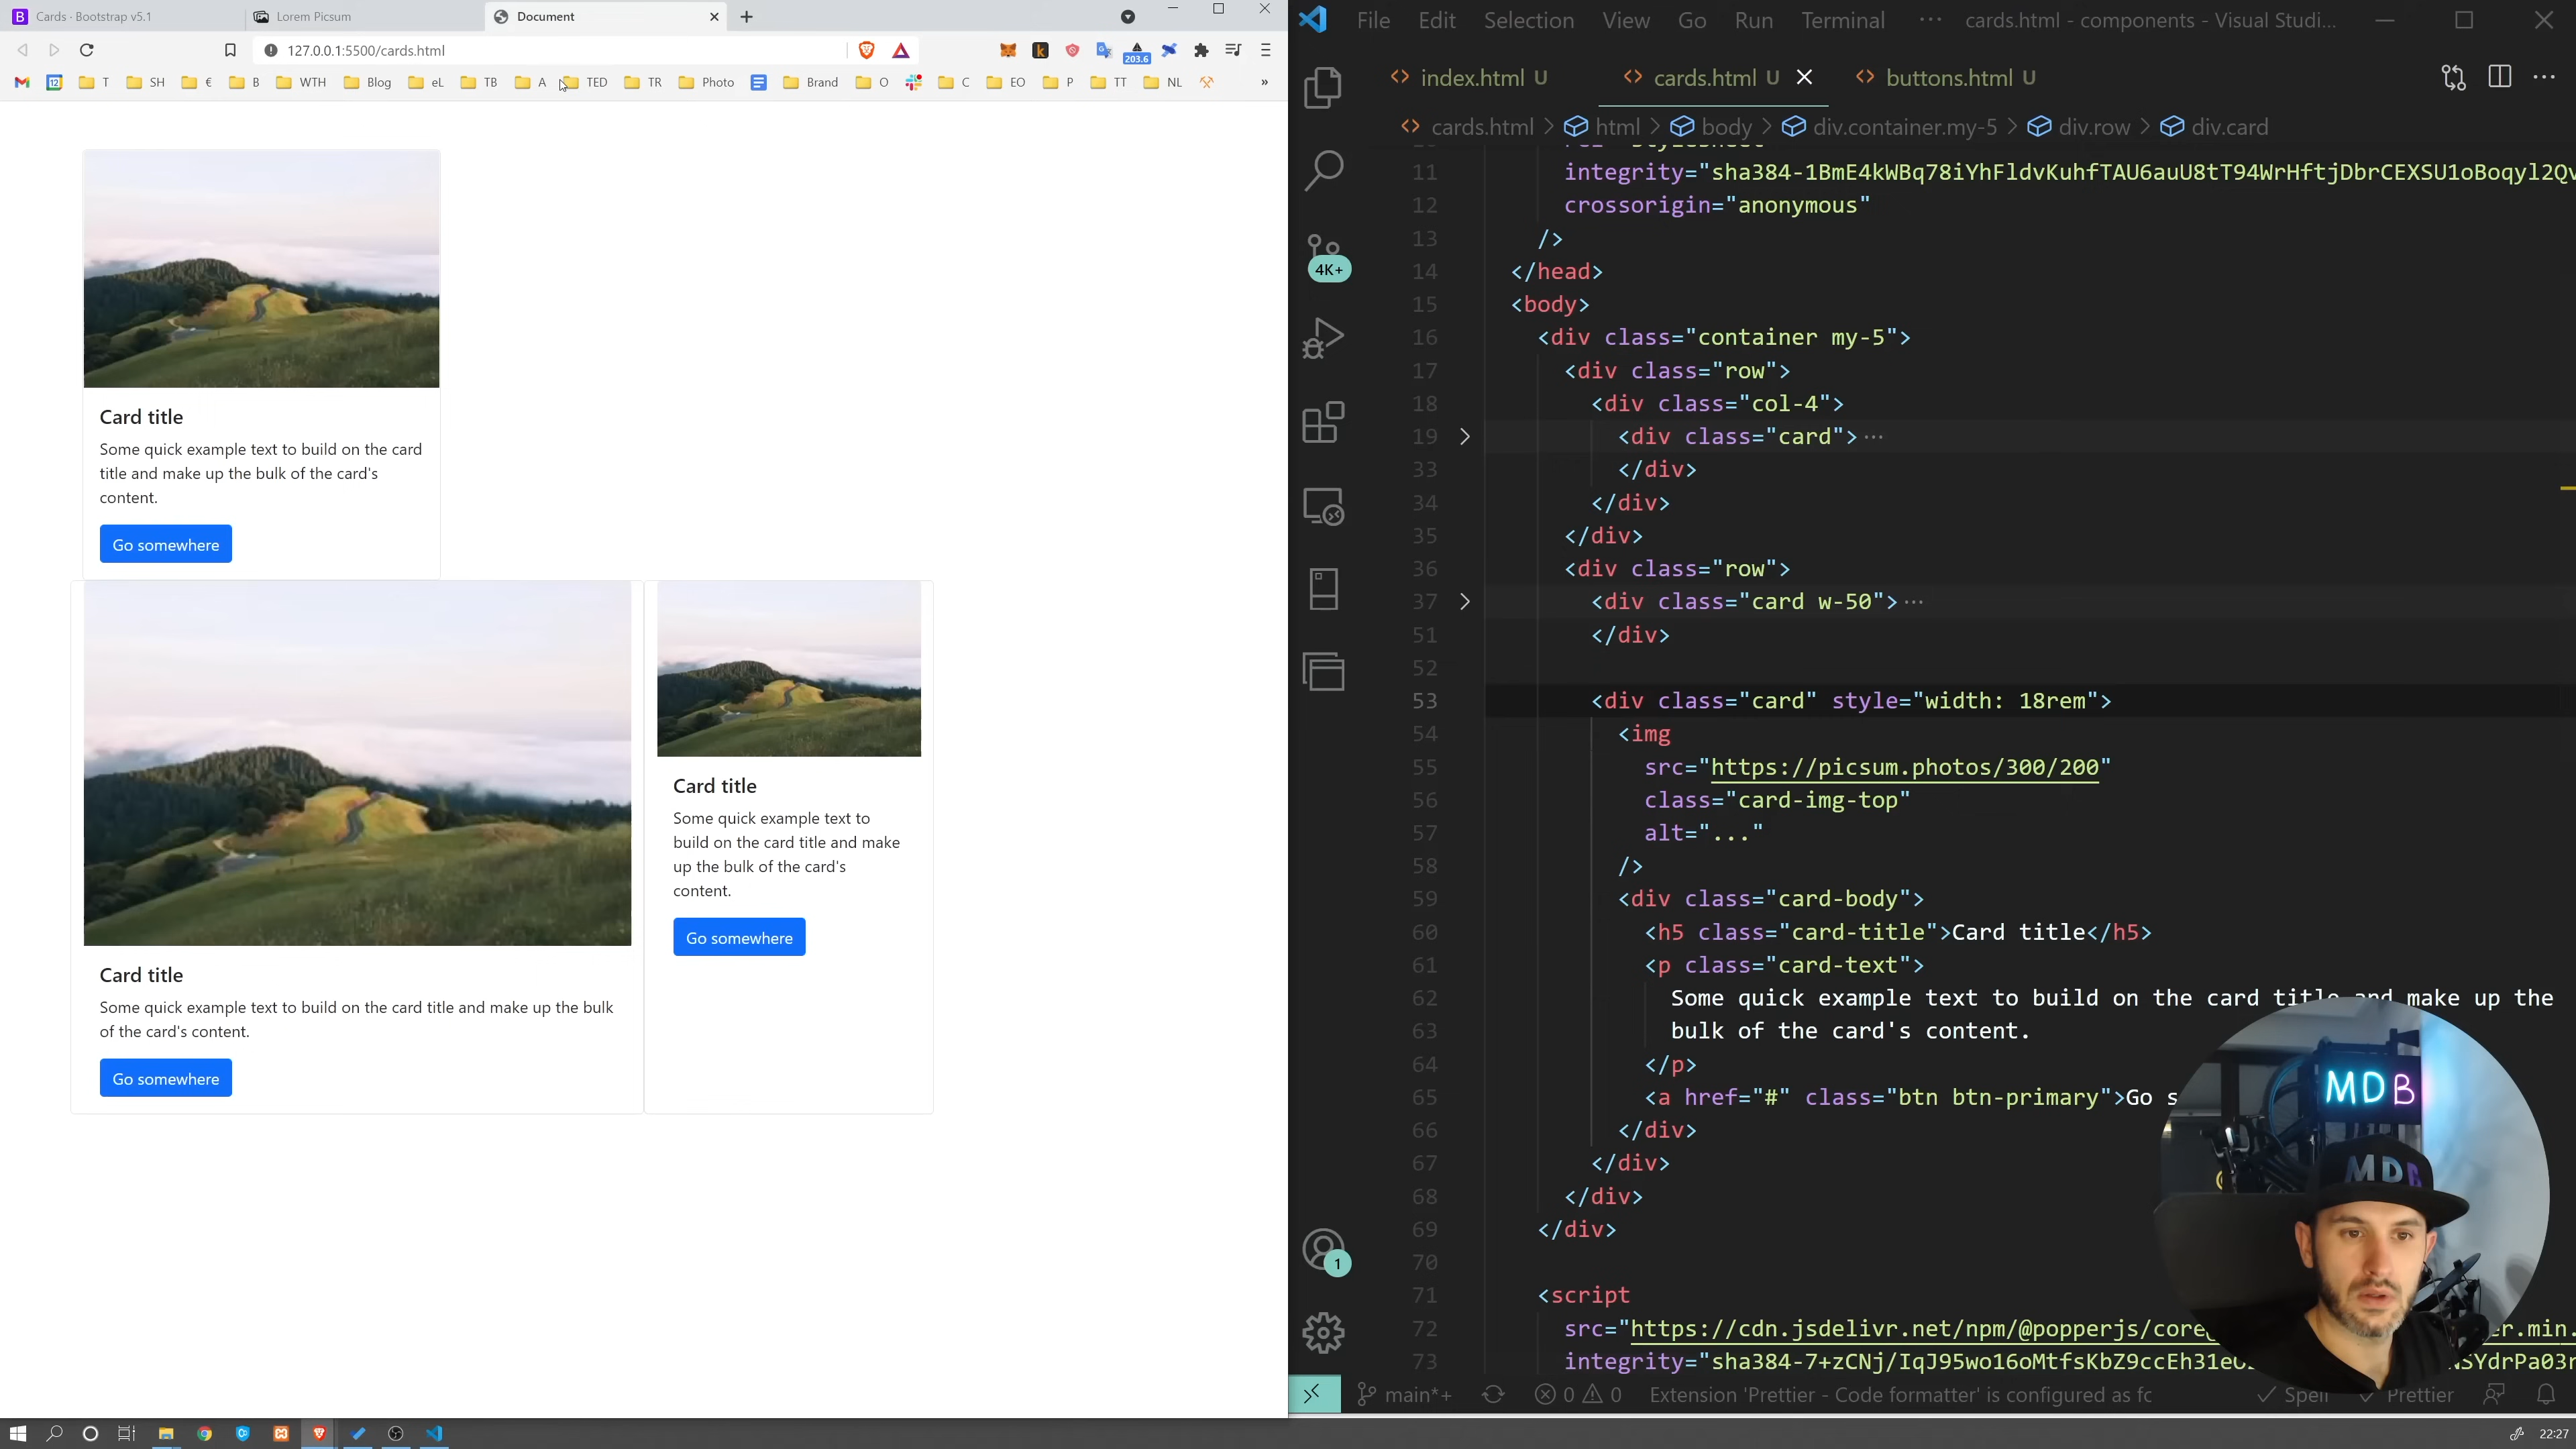 Cards · Bootstrap v5.1
Lorem Picsum
Document
127.0.0.1:5500/cards.html
203.6
12
T
SH
€
B
WTH
Blog
eL
TB
A
TED
TR
Photo
Brand
O
C
EO
P
TT
NL
»
Card title
Some quick example text to build on the card
title and make up the bulk of the card's
content.
Go somewhere
Card title
Some quick example text to build on the card title and make up the bulk
of the card's content.
Go somewhere
Card title
Some quick example text to
build on the card title and make
up the bulk of the card's
content.
Go somewhere
File Edit Selection View Go Run Terminal ··· cards.html - components - Visual Studi...
index.html U
cards.html U
buttons.html U
cards.html > html > body > div.container.my-5 > div.row > div.card
4K+
1
11 integrity="sha384-1BmE4kWBq78iYhFldvKuhfTAU6auU8tT94WrHftjDbrCEXSU1oBoqyl2Qv
12 crossorigin="anonymous"
13 />
14 </head>
15 <body>
16 <div class="container my-5">
17 <div class="row">
18 <div class="col-4">
19 <div class="card">···
33 </div>
34 </div>
35 </div>
36 <div class="row">
37 <div class="card w-50">···
51 </div>
52
53 <div class="card" style="width: 18rem">
54 <img
55 src="https://picsum.photos/300/200"
56 class="card-img-top"
57 alt="..."
58 />
59 <div class="card-body">
60 <h5 class="card-title">Card title</h5>
61 <p class="card-text">
62 Some quick example text to build on the card title and make up the
63 bulk of the card's content.
64 </p>
65 <a href="#" class="btn btn-primary">Go s
66 </div>
67 </div>
68 </div>
69 </div>
70
71 <script
72 src="https://cdn.jsdelivr.net/npm/@popperjs/core@ er.min.
73 integrity="sha384-7+zCNj/IqJ95wo16oMtfsKbZ9ccEh31eO
MDB
MDB
main*+
0
0
Extension 'Prettier - Code formatter' is configured as fc
Spell
Prettier
22:27